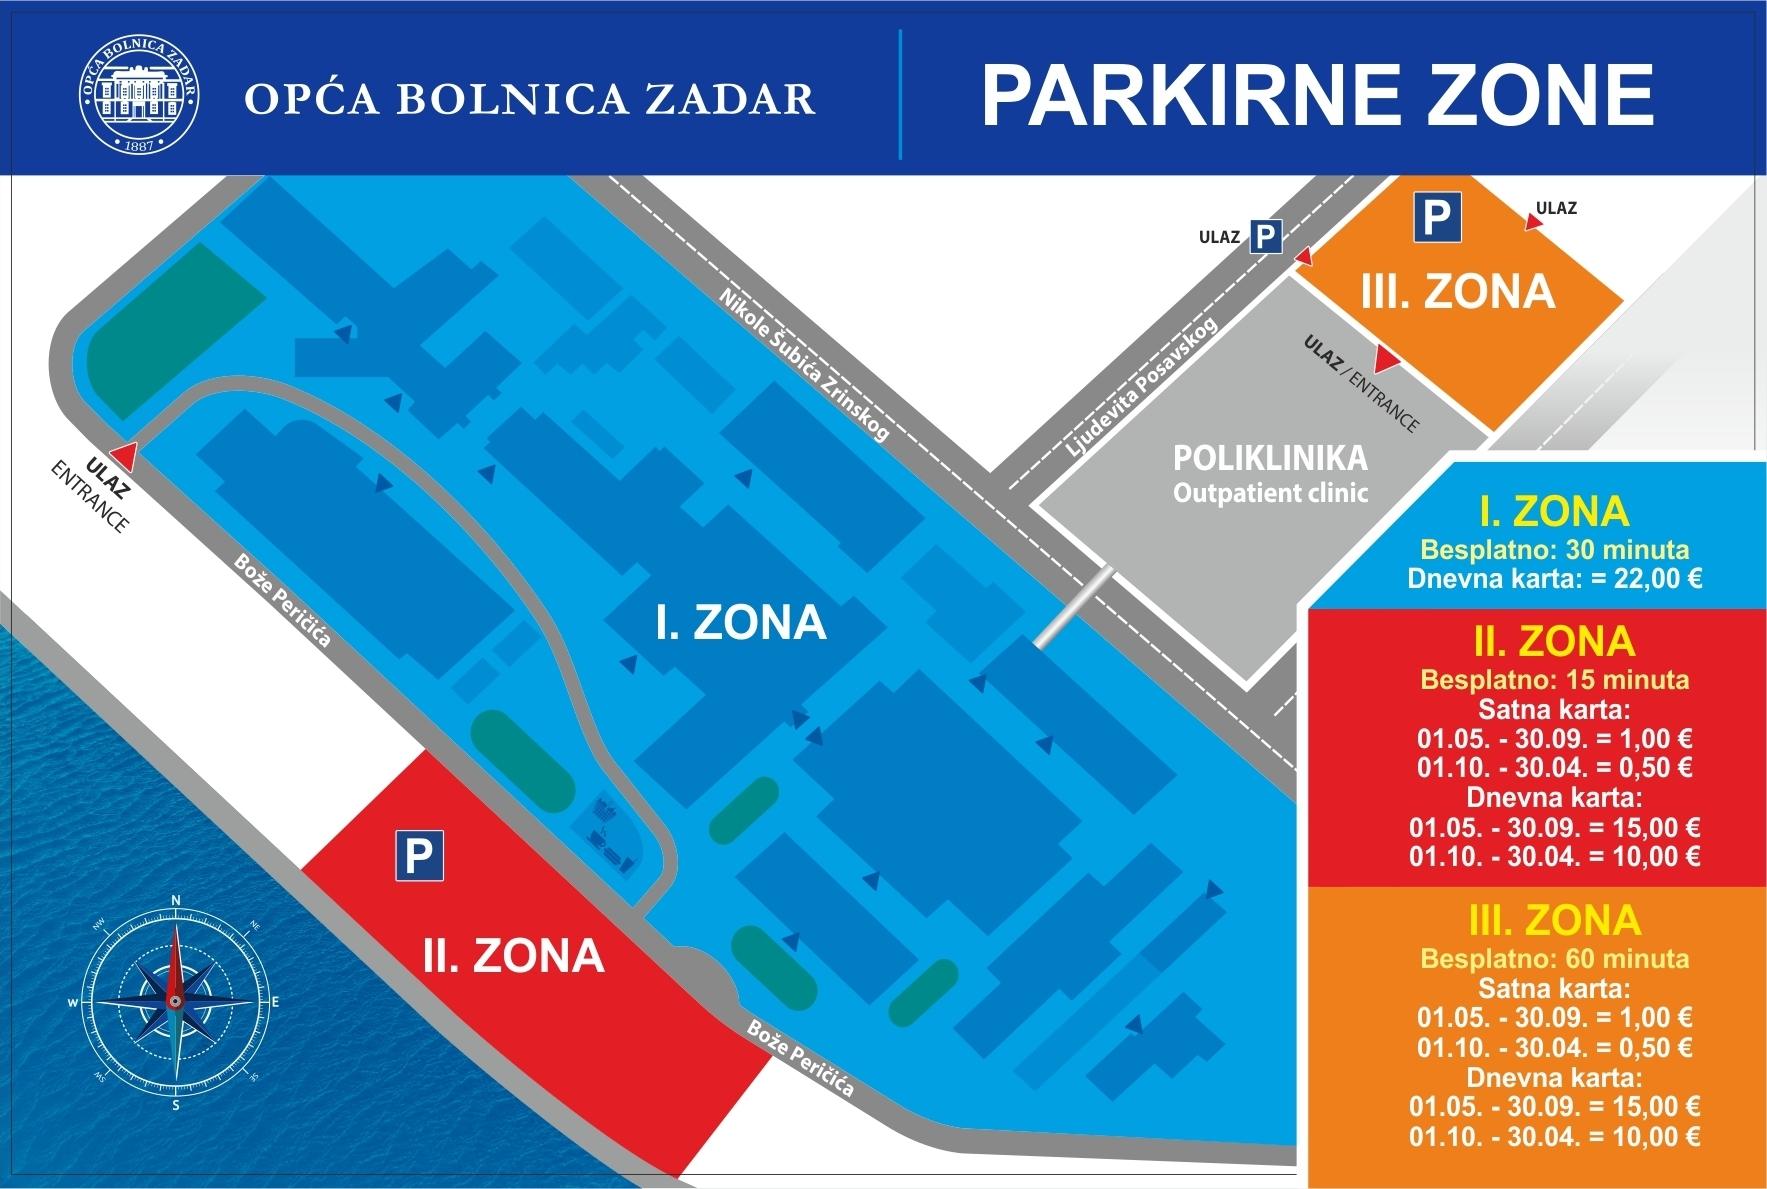 OPĆA BOLNICA ZADAR
• 1887 •
OPĆA BOLNICA ZADAR
PARKIRNE ZONE
ULAZ
P
P
ULAZ
III. ZONA
Nikole Šubića Zrinskog
Ljudevita Posavskog
ULAZ / ENTRANCE
POLIKLINIKA
Outpatient clinic
ULAZ
ENTRANCE
Bože Peričića
I. ZONA
P
II. ZONA
Bože Peričića
N
NE
E
SE
S
SW
W
NW
I. ZONA
Besplatno: 30 minuta
Dnevna karta: = 22,00 €
II. ZONA
Besplatno: 15 minuta
Satna karta:
01.05. - 30.09. = 1,00 €
01.10. - 30.04. = 0,50 €
Dnevna karta:
01.05. - 30.09. = 15,00 €
01.10. - 30.04. = 10,00 €
III. ZONA
Besplatno: 60 minuta
Satna karta:
01.05. - 30.09. = 1,00 €
01.10. - 30.04. = 0,50 €
Dnevna karta:
01.05. - 30.09. = 15,00 €
01.10. - 30.04. = 10,00 €